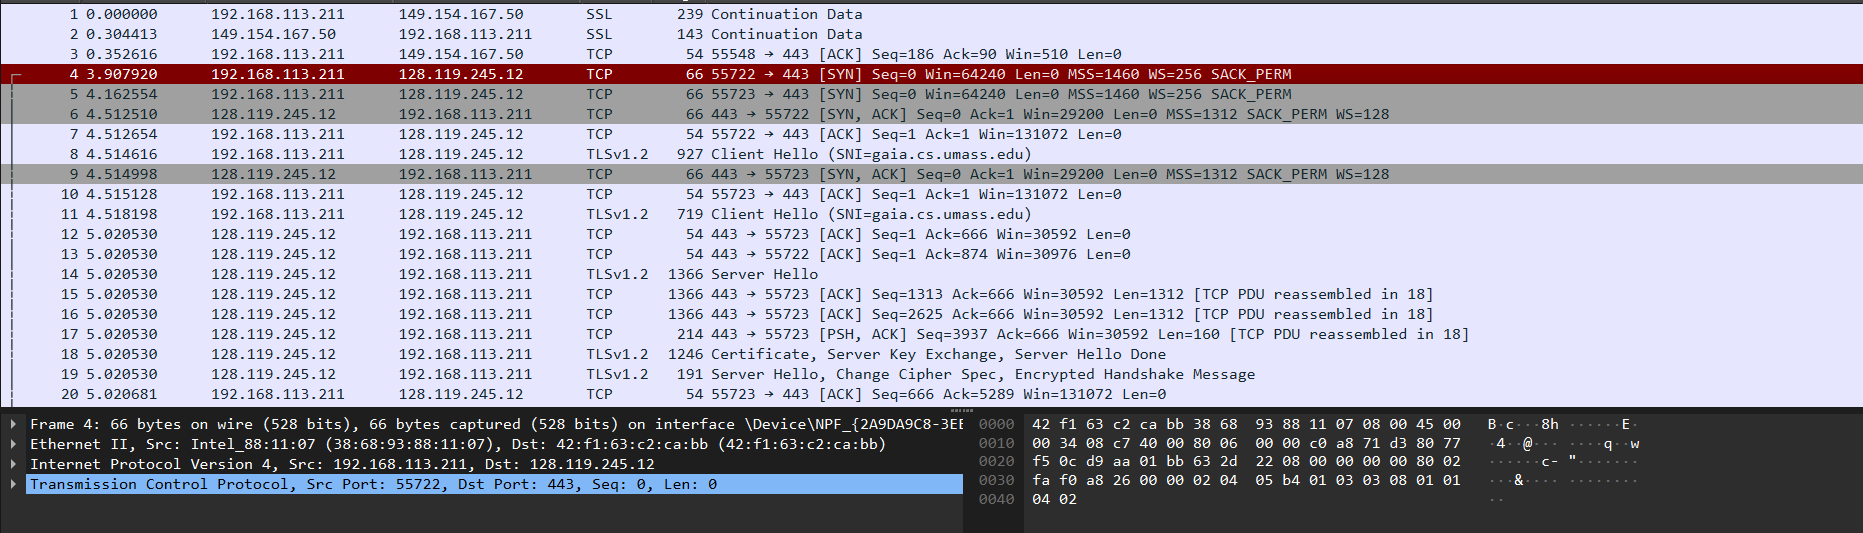 1 0.000000 192.168.113.211 149.154.167.50 SSL 239 Continuation Data
2 0.304413 149.154.167.50 192.168.113.211 SSL 143 Continuation Data
3 0.352616 192.168.113.211 149.154.167.50 TCP 54 55548 → 443 [ACK] Seq=186 Ack=90 Win=510 Len=0
4 3.907920 192.168.113.211 128.119.245.12 TCP 66 55722 → 443 [SYN] Seq=0 Win=64240 Len=0 MSS=1460 WS=256 SACK_PERM
5 4.162554 192.168.113.211 128.119.245.12 TCP 66 55723 → 443 [SYN] Seq=0 Win=64240 Len=0 MSS=1460 WS=256 SACK_PERM
6 4.512510 128.119.245.12 192.168.113.211 TCP 66 443 → 55722 [SYN, ACK] Seq=0 Ack=1 Win=29200 Len=0 MSS=1312 SACK_PERM WS=128
7 4.512654 192.168.113.211 128.119.245.12 TCP 54 55722 → 443 [ACK] Seq=1 Ack=1 Win=131072 Len=0
8 4.514616 192.168.113.211 128.119.245.12 TLSv1.2 927 Client Hello (SNI=gaia.cs.umass.edu)
9 4.514998 128.119.245.12 192.168.113.211 TCP 66 443 → 55723 [SYN, ACK] Seq=0 Ack=1 Win=29200 Len=0 MSS=1312 SACK_PERM WS=128
10 4.515128 192.168.113.211 128.119.245.12 TCP 54 55723 → 443 [ACK] Seq=1 Ack=1 Win=131072 Len=0
11 4.518198 192.168.113.211 128.119.245.12 TLSv1.2 719 Client Hello (SNI=gaia.cs.umass.edu)
12 5.020530 128.119.245.12 192.168.113.211 TCP 54 443 → 55723 [ACK] Seq=1 Ack=666 Win=30592 Len=0
13 5.020530 128.119.245.12 192.168.113.211 TCP 54 443 → 55722 [ACK] Seq=1 Ack=874 Win=30976 Len=0
14 5.020530 128.119.245.12 192.168.113.211 TLSv1.2 1366 Server Hello
15 5.020530 128.119.245.12 192.168.113.211 TCP 1366 443 → 55723 [ACK] Seq=1313 Ack=666 Win=30592 Len=1312 [TCP PDU reassembled in 18]
16 5.020530 128.119.245.12 192.168.113.211 TCP 1366 443 → 55723 [ACK] Seq=2625 Ack=666 Win=30592 Len=1312 [TCP PDU reassembled in 18]
17 5.020530 128.119.245.12 192.168.113.211 TCP 214 443 → 55723 [PSH, ACK] Seq=3937 Ack=666 Win=30592 Len=160 [TCP PDU reassembled in 18]
18 5.020530 128.119.245.12 192.168.113.211 TLSv1.2 1246 Certificate, Server Key Exchange, Server Hello Done
19 5.020530 128.119.245.12 192.168.113.211 TLSv1.2 191 Server Hello, Change Cipher Spec, Encrypted Handshake Message
20 5.020681 192.168.113.211 128.119.245.12 TCP 54 55723 → 443 [ACK] Seq=666 Ack=5289 Win=131072 Len=0
Frame 4: 66 bytes on wire (528 bits), 66 bytes captured (528 bits) on interface \Device\NPF_{2A9DA9C8-3EE
Ethernet II, Src: Intel_88:11:07 (38:68:93:88:11:07), Dst: 42:f1:63:c2:ca:bb (42:f1:63:c2:ca:bb)
Internet Protocol Version 4, Src: 192.168.113.211, Dst: 128.119.245.12
Transmission Control Protocol, Src Port: 55722, Dst Port: 443, Seq: 0, Len: 0
0000 42 f1 63 c2 ca bb 38 68 93 88 11 07 08 00 45 00 B·c···8h ······E·
0010 00 34 08 c7 40 00 80 06 00 00 c0 a8 71 d3 80 77 ·4··@··· ····q··w
0020 f5 0c d9 aa 01 bb 63 2d 22 08 00 00 00 00 80 02 ······c- "·······
0030 fa f0 a8 26 00 00 02 04 05 b4 01 03 03 08 01 01 ···&···· ········
0040 04 02 ··